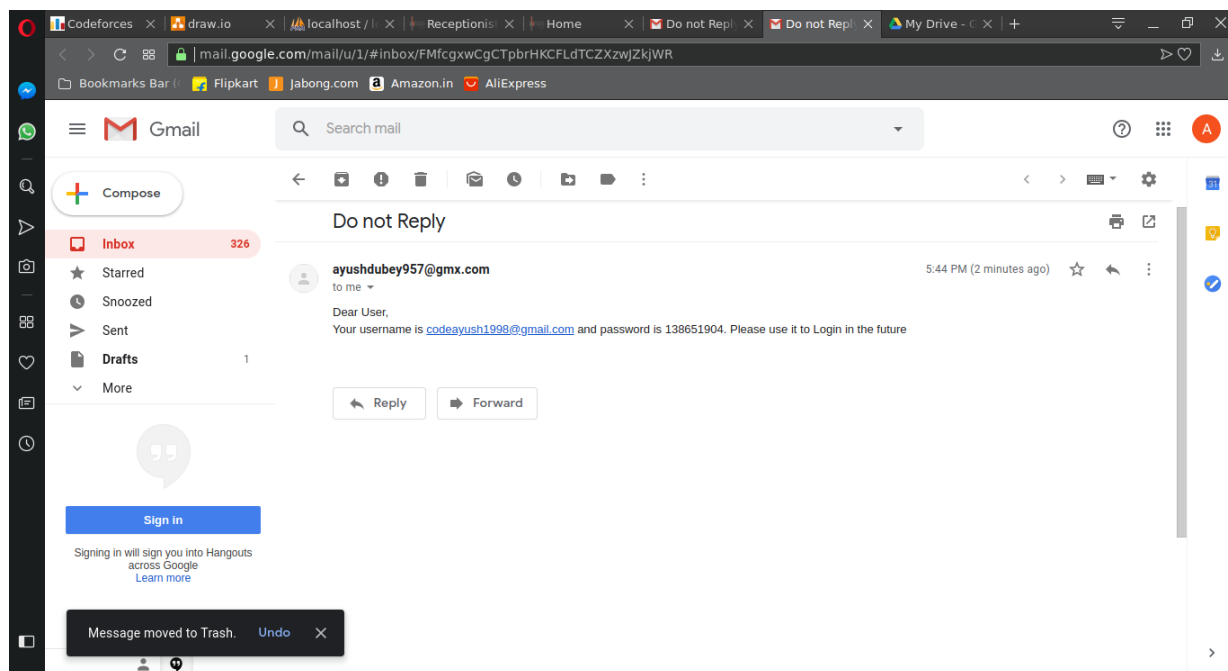 Codeforces
draw.io
localhost / l
Receptionis
Home
Do not Repl
Do not Repl
My Drive - G
mail.google.com/mail/u/1/#inbox/FMfcgxwCgCTpbrHKCFLdTCZXzwJZkjWR
Bookmarks Bar (
Flipkart
Jabong.com
Amazon.in
AliExpress
Gmail
Search mail
A
Compose
31
Do not Reply
Inbox 326
ayushdubey957@gmx.com
5:44 PM (2 minutes ago)
to me
Starred
Snoozed
Sent
Drafts 1
More
Dear User,
Your username is codeayush1998@gmail.com and password is 138651904. Please use it to Login in the future
Reply
Forward
Sign in
Signing in will sign you into Hangouts
across Google
Learn more
Message moved to Trash. Undo